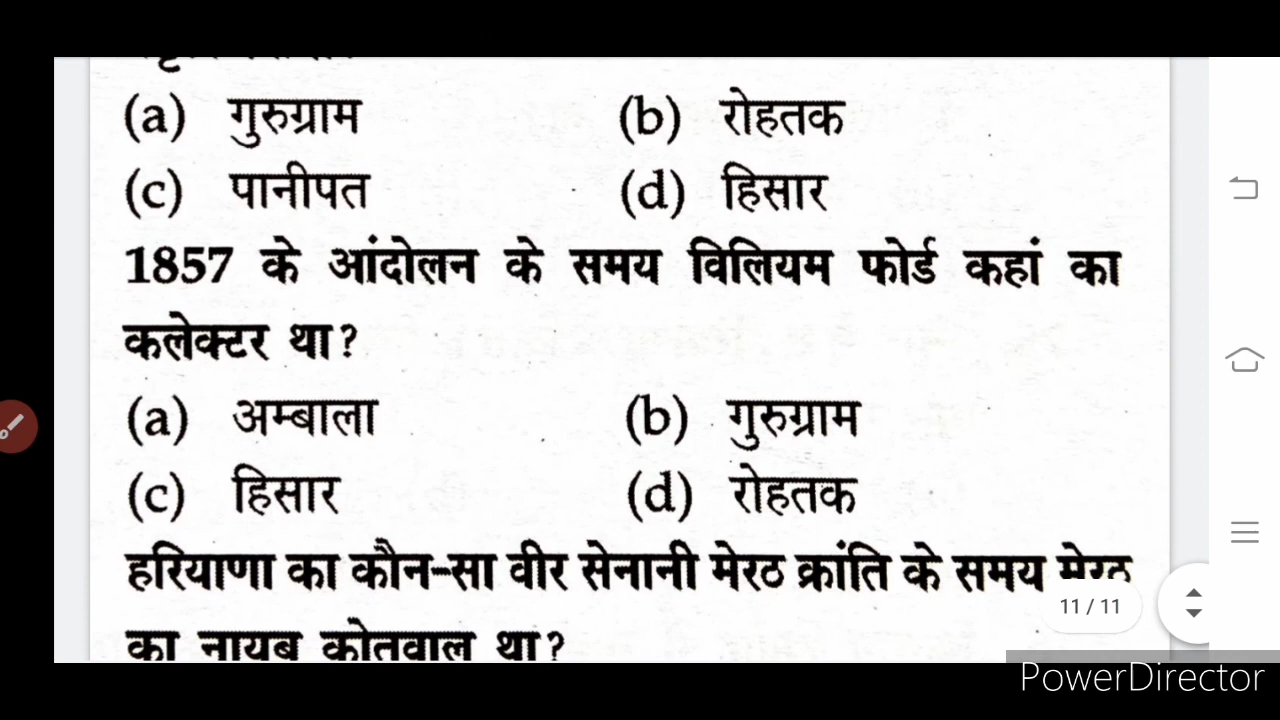 (a) गुरुग्राम (b) रोहतक
(c) पानीपत (d) हिसार
1857 के आंदोलन के समय विलियम फोर्ड कहां का
कलेक्टर था?
(a) अम्बाला (b) गुरुग्राम
(c) हिसार (d) रोहतक
हरियाणा का कौन-सा वीर सेनानी मेरठ क्रांति के समय मेरठ
का नायब कोतवाल था?
11 / 11
PowerDirector